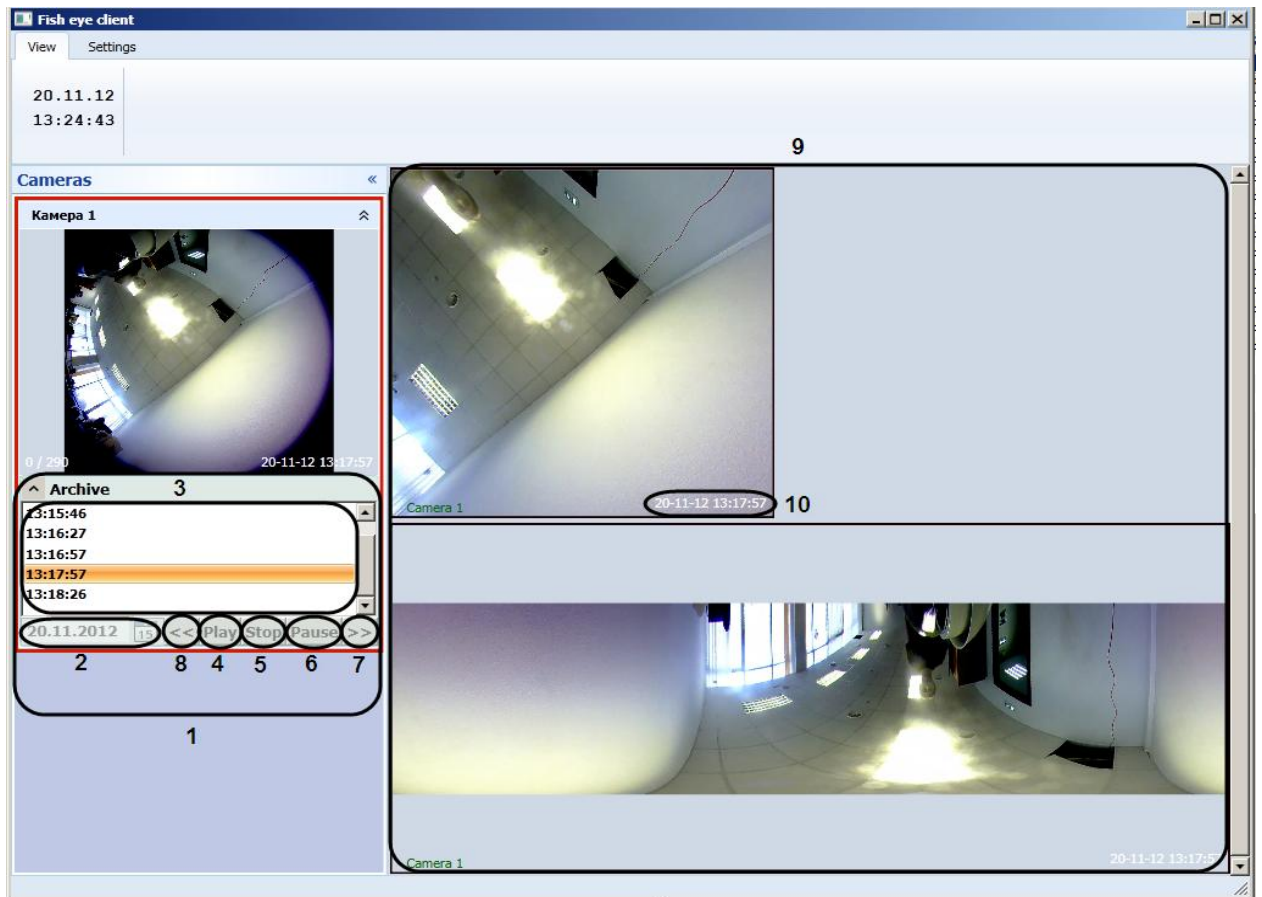 Fish eye client
View Settings
20.11.12
13:24:43
9
Cameras «
Камера 1
0 / 290 20-11-12 13:17:57
Archive 3
13:15:46
13:16:27
13:16:57
13:17:57
13:18:26
20.11.2012 15 << Play Stop Pause >>
2 8 4 5 6 7
1
Camera 1 20-11-12 13:17:57 10
Camera 1 20-11-12 13:17:57